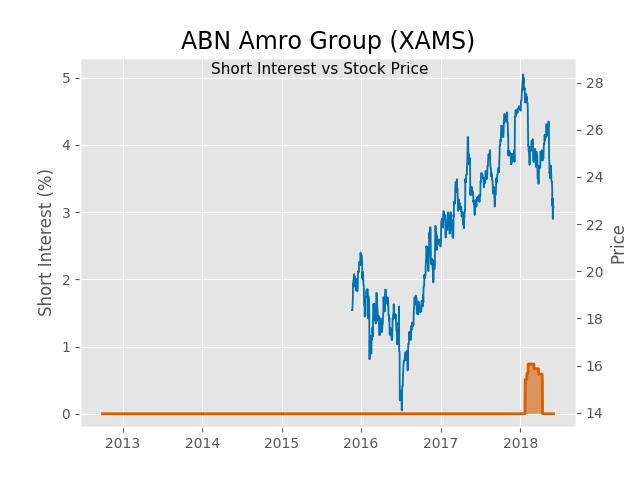 ABN Amro Group (XAMS)
Short Interest vs Stock Price
Short Interest (%)
5
4
3
2
1
0
28
26
24
22
20
18
16
14
Price
2013 2014 2015 2016 2017 2018